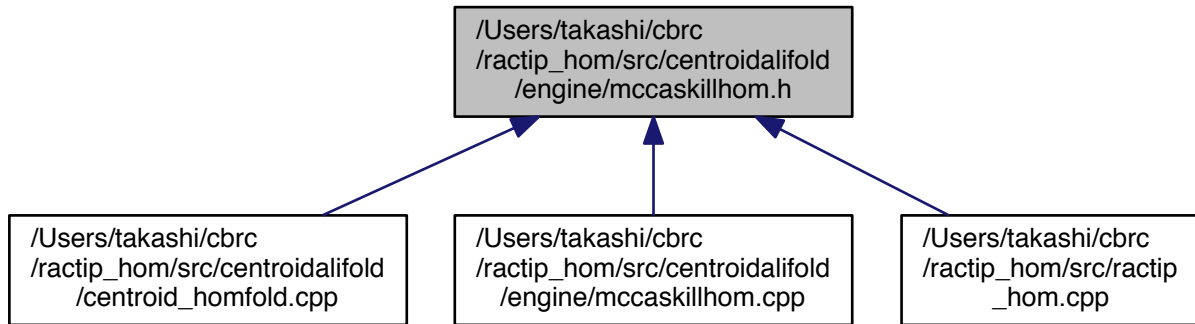 /Users/takashi/cbrc
/ractip_hom/src/centroidalifold
/engine/mccaskillhom.h
/Users/takashi/cbrc
/ractip_hom/src/centroidalifold
/centroid_homfold.cpp
/Users/takashi/cbrc
/ractip_hom/src/centroidalifold
/engine/mccaskillhom.cpp
/Users/takashi/cbrc
/ractip_hom/src/ractip
_hom.cpp